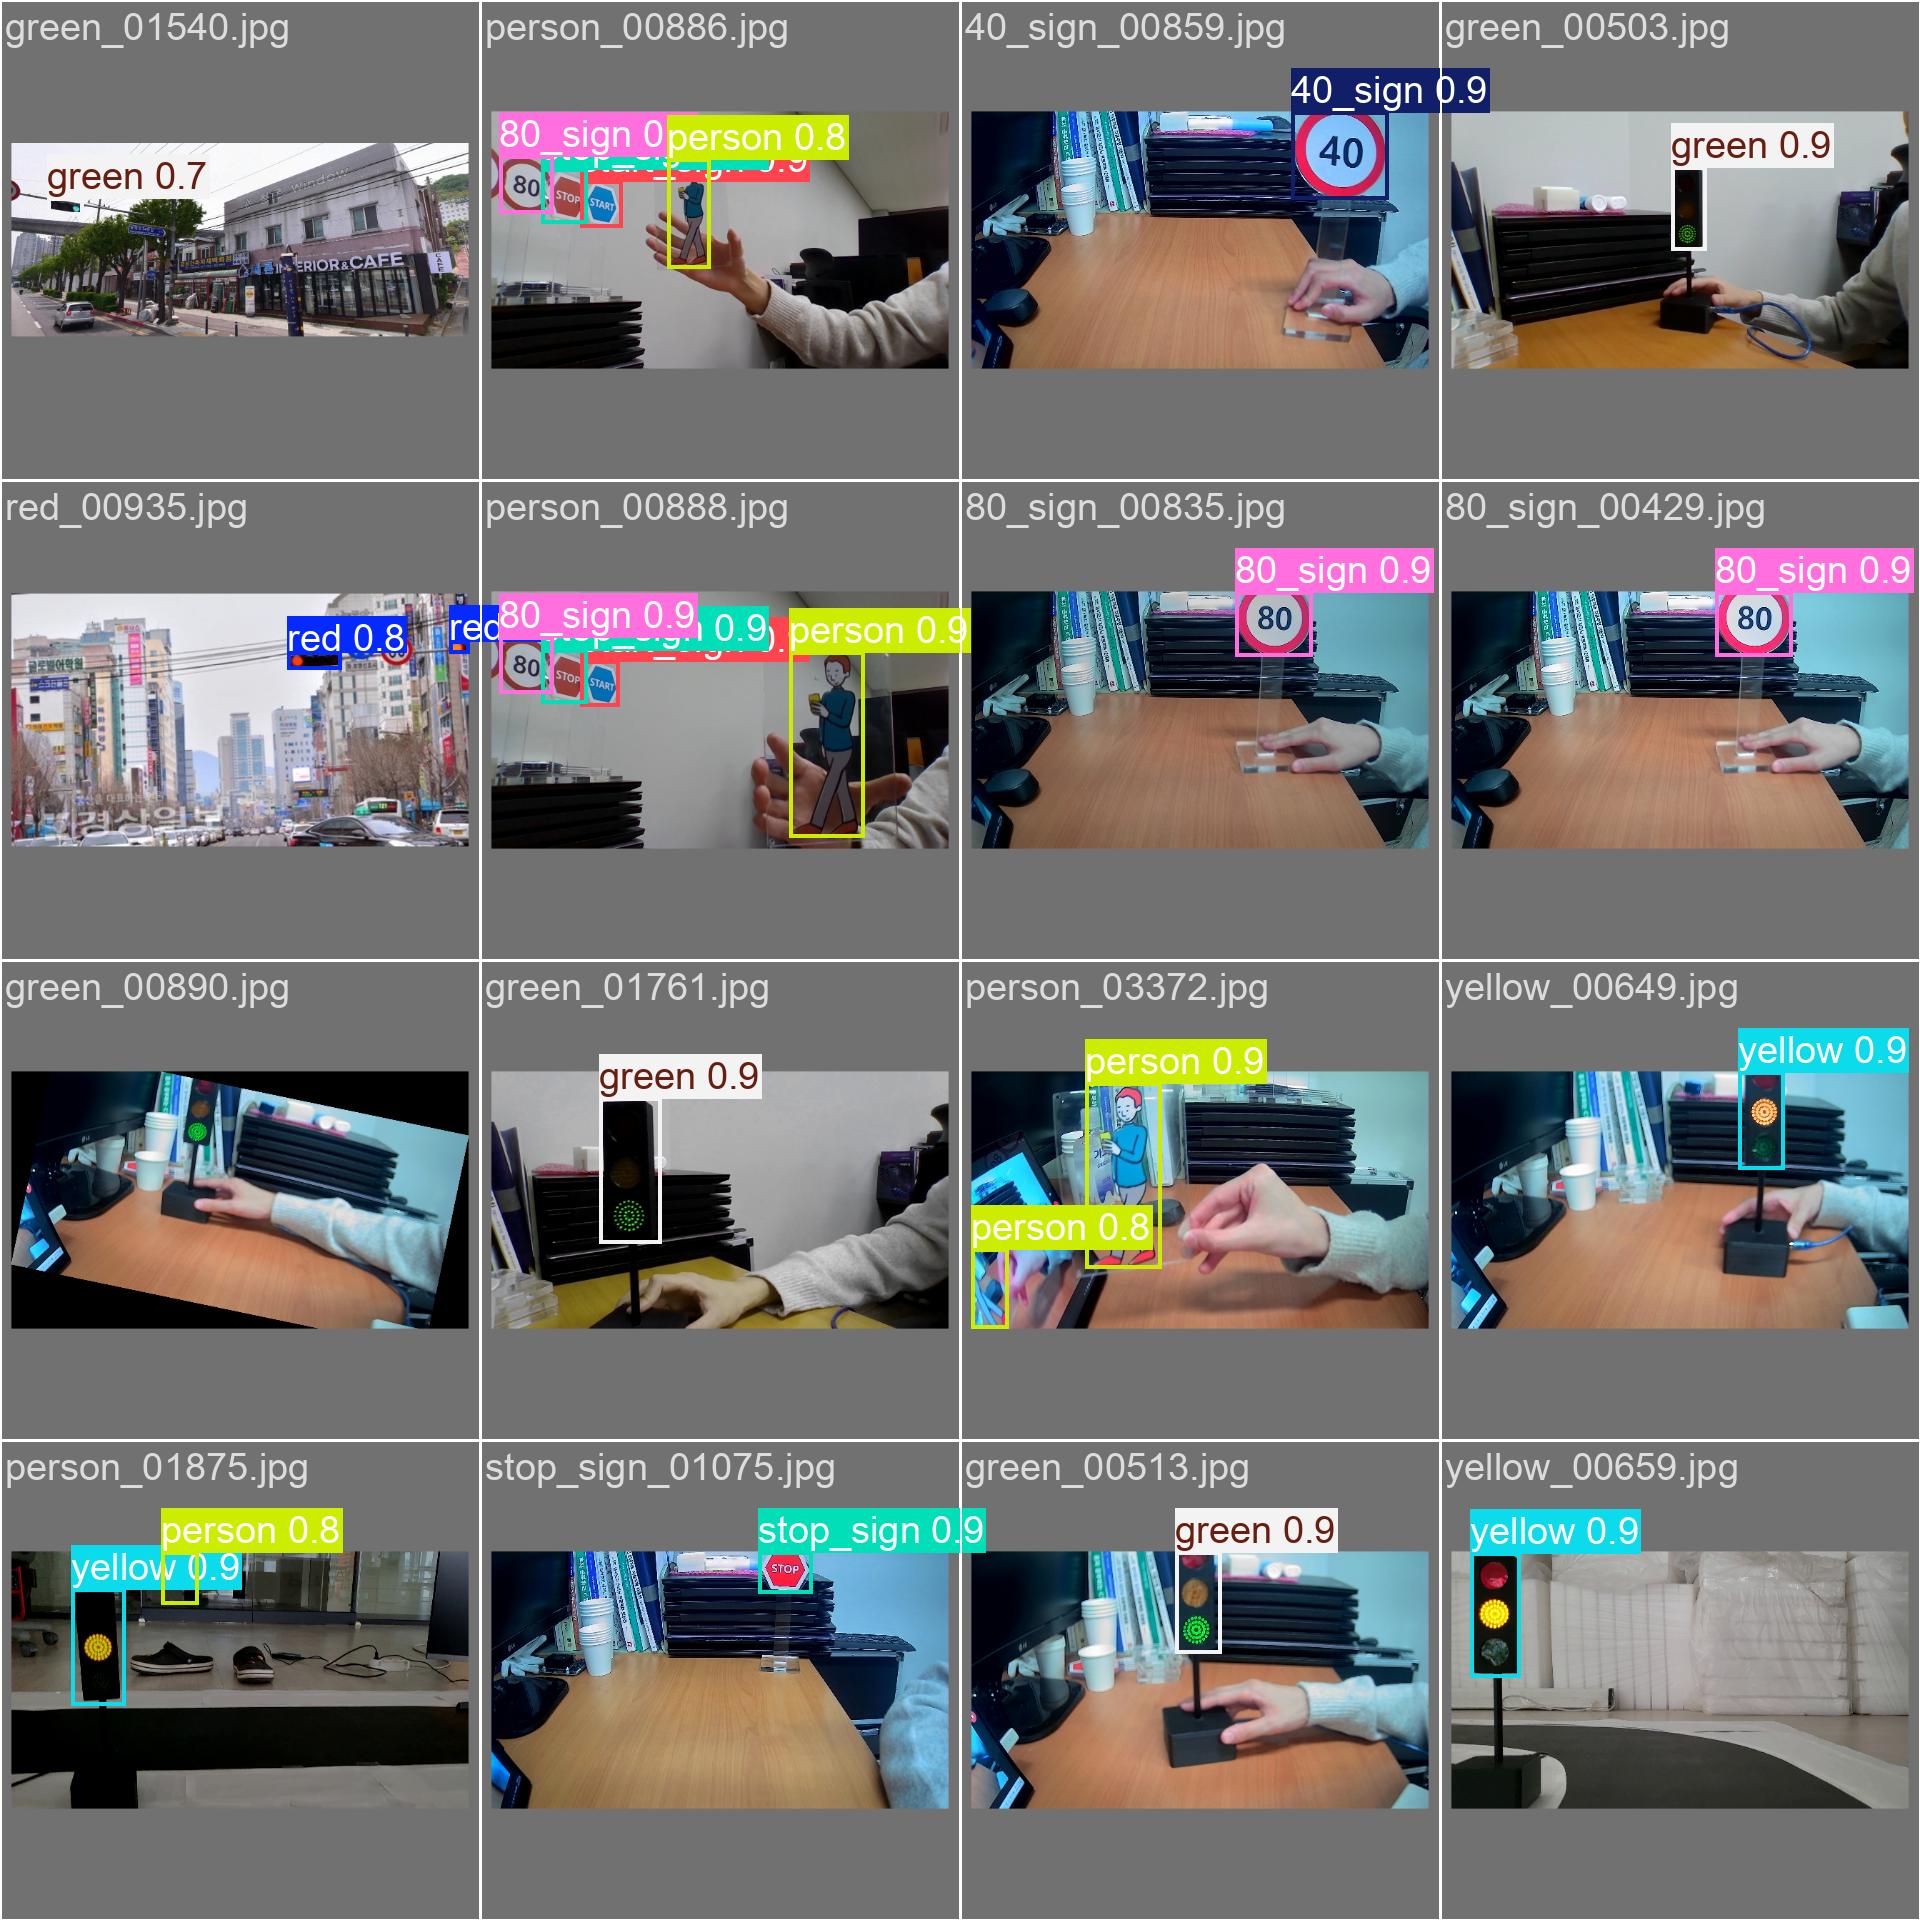 green_01540.jpg
green 0.7
window
ERIOR&CAFE
CAFE
person_00886.jpg
80_sign 0
person 0.8
80
STOP
START
40_sign_00859.jpg
40_sign 0.9
40
green_00503.jpg
green 0.9
red_00935.jpg
red 0.8
red
person_00888.jpg
80_sign 0.9
0.9
person 0.9
80
STOP
START
80_sign_00835.jpg
80_sign 0.9
80
80_sign_00429.jpg
80_sign 0.9
80
green_00890.jpg
green_01761.jpg
green 0.9
person_03372.jpg
person 0.9
person 0.8
yellow_00649.jpg
yellow 0.9
person_01875.jpg
person 0.8
yellow 0.9
stop_sign_01075.jpg
stop_sign 0.9
STOP
green_00513.jpg
green 0.9
yellow_00659.jpg
yellow 0.9